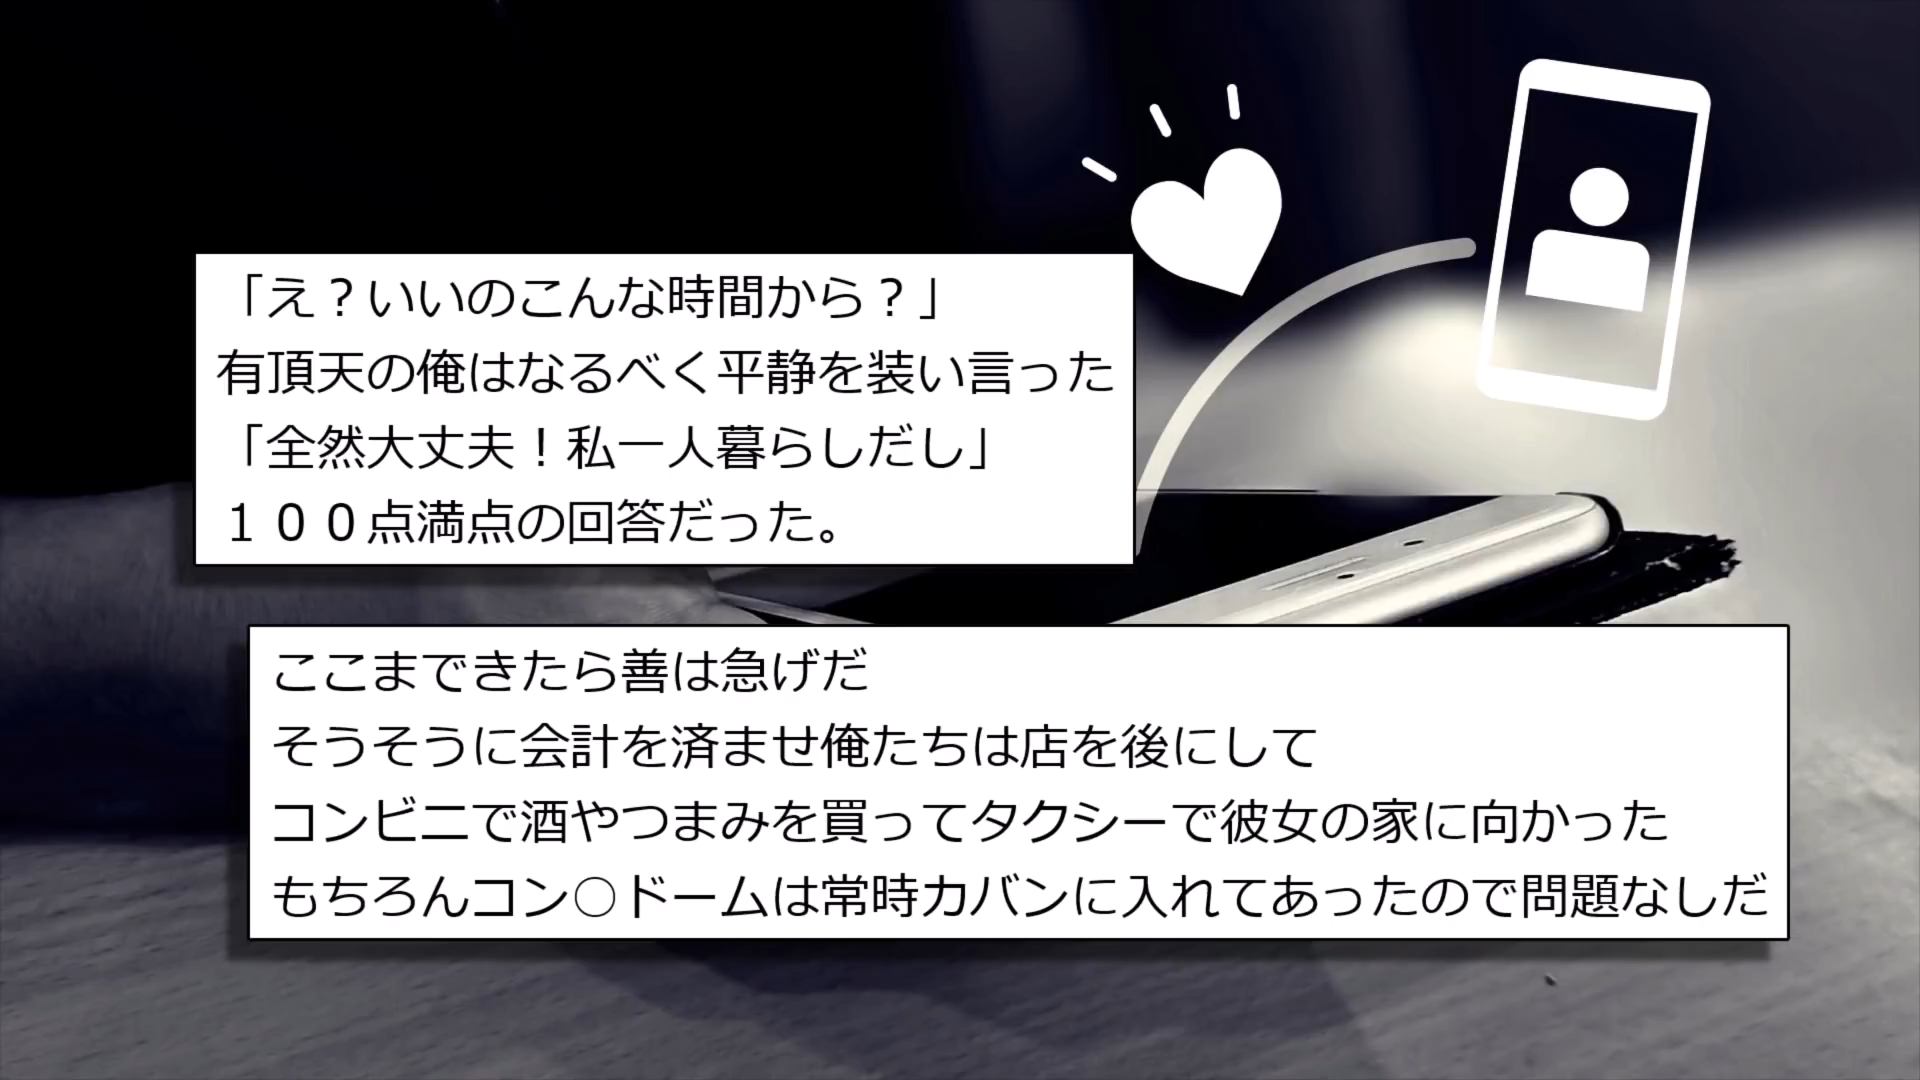 「え？いいのこんな時間から？」
有頂天の俺はなるべく平静を装い言った
「全然大丈夫！私一人暮らしだし」
１００点満点の回答だった。
ここまできたら善は急げだ
そうそうに会計を済ませ俺たちは店を後にして
コンビニで酒やつまみを買ってタクシーで彼女の家に向かった
もちろんコン○ドームは常時カバンに入れてあったので問題なしだ